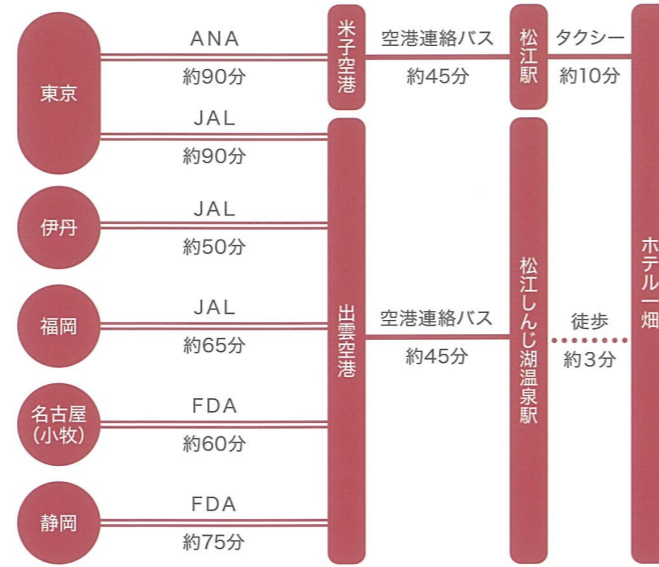 東京
ANA
約90分
米子空港
空港連絡バス
約45分
松江駅
タクシー
約10分
JAL
約90分
伊丹
JAL
約50分
福岡
JAL
約65分
名古屋
(小牧)
FDA
約60分
静岡
FDA
約75分
出雲空港
空港連絡バス
約45分
松江しんじ湖温泉駅
徒歩
約3分
ホテル一畑